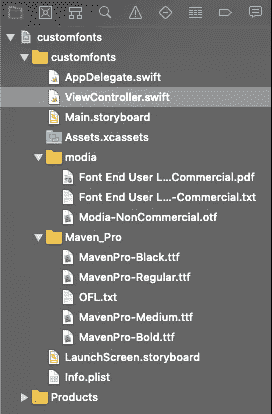 customfonts
customfonts
AppDelegate.swift
ViewController.swift
Main.storyboard
Assets.xcassets
modia
Font End User L...Commercial.pdf
Font End User L...-Commercial.txt
Modia-NonCommercial.otf
Maven_Pro
MavenPro-Black.ttf
MavenPro-Regular.ttf
OFL.txt
MavenPro-Medium.ttf
MavenPro-Bold.ttf
LaunchScreen.storyboard
Info.plist
Products